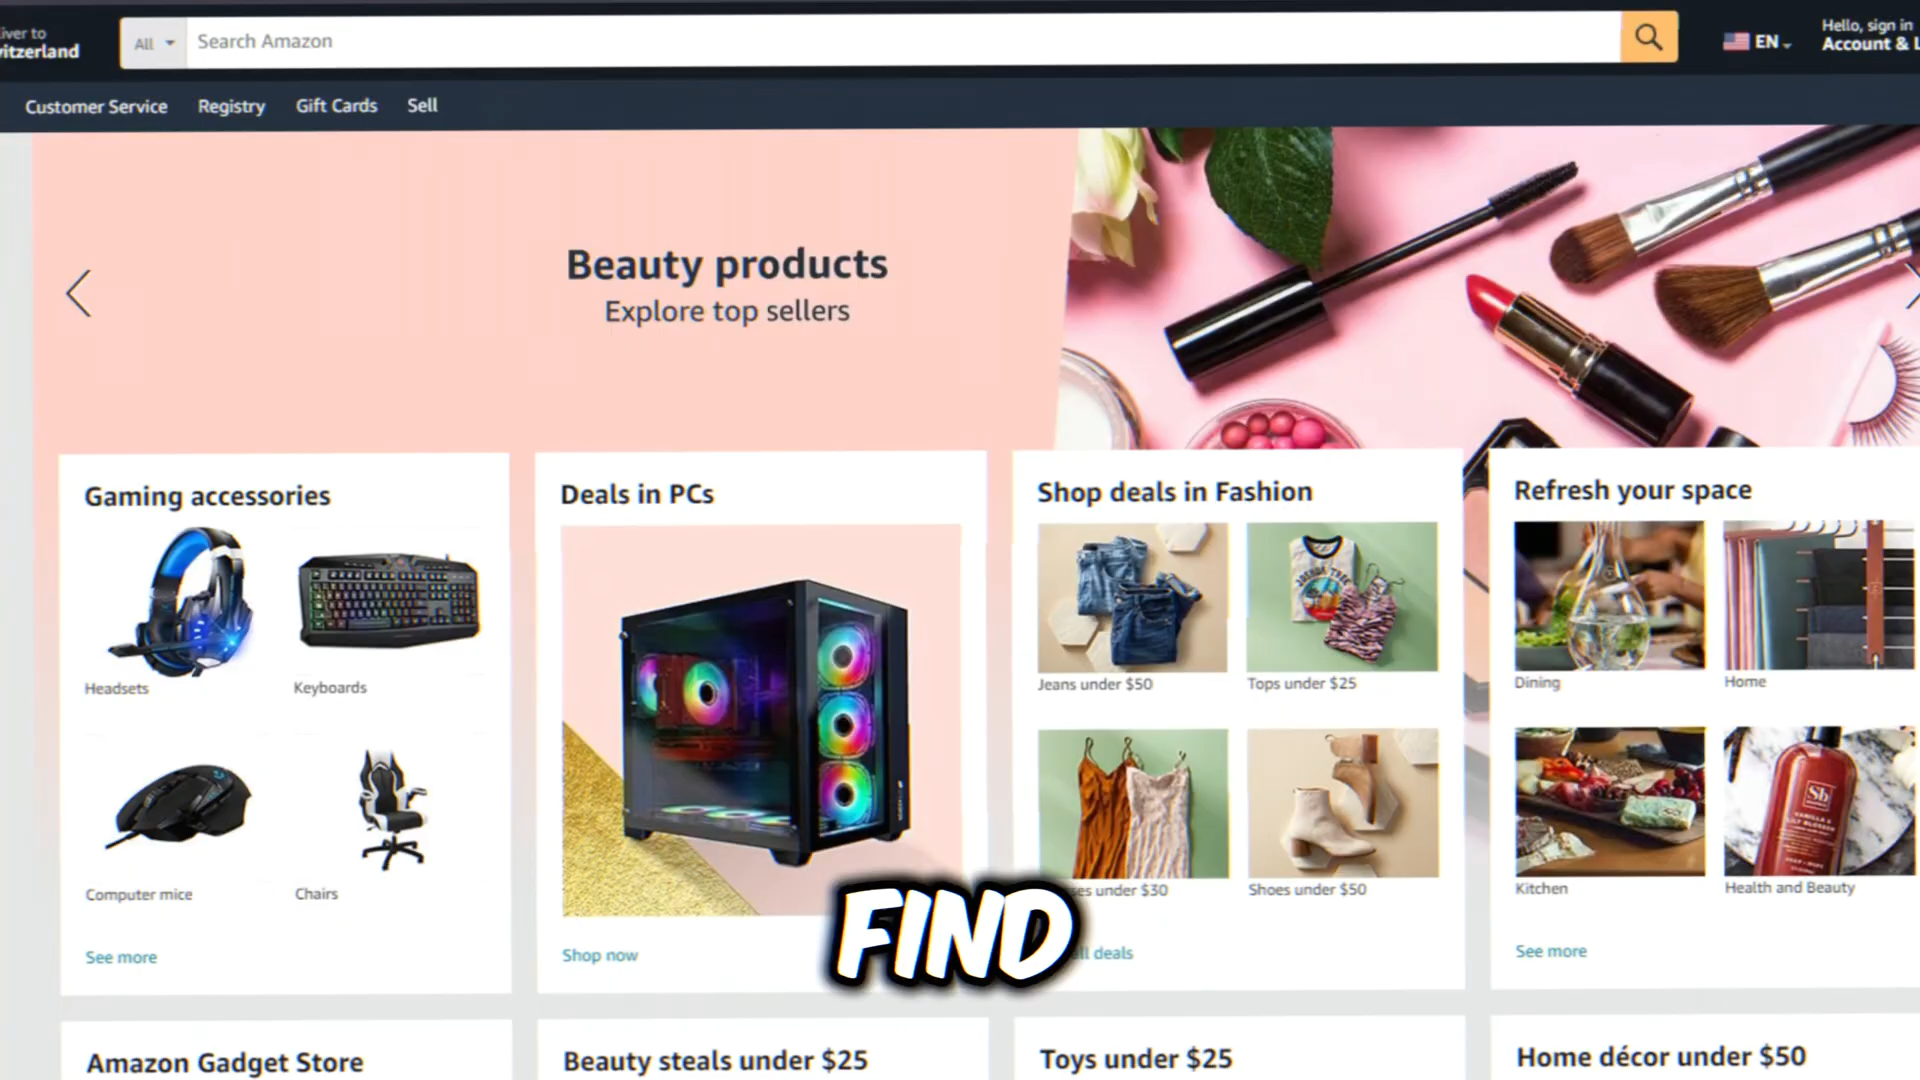 iver to
vitzerland
All
Search Amazon
EN
Hello, sign in
Account & L
Customer Service
Registry
Gift Cards
Sell
Beauty products
Explore top sellers
Gaming accessories
Headsets
Keyboards
Computer mice
Chairs
See more
Deals in PCs
Shop now
Shop deals in Fashion
Jeans under $50
Tops under $25
ses under $30
Shoes under $50
ll deals
Refresh your space
Dining
Home
Kitchen
Health and Beauty
See more
Sb
FIND
Amazon Gadget Store
Beauty steals under $25
Toys under $25
Home décor under $50